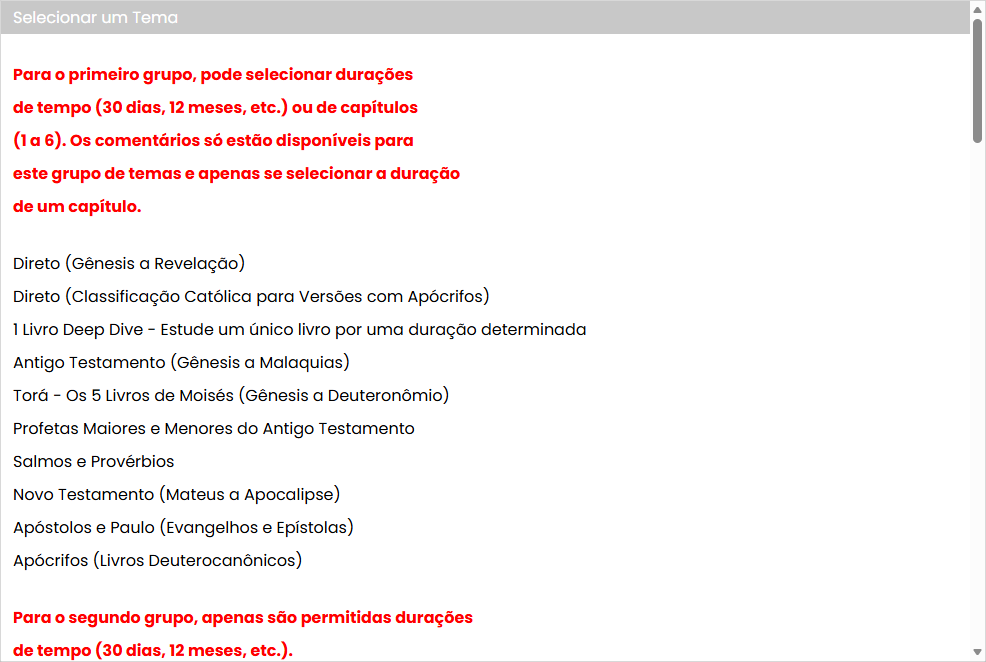 Selecionar um Tema
Para o primeiro grupo, pode selecionar durações
de tempo (30 dias, 12 meses, etc.) ou de capítulos
(1 a 6). Os comentários só estão disponíveis para
este grupo de temas e apenas se selecionar a duração
de um capítulo.
Direto (Gênesis a Revelação)
Direto (Classificação Católica para Versões com Apócrifos)
1 Livro Deep Dive - Estude um único livro por uma duração determinada
Antigo Testamento (Gênesis a Malaquias)
Torá - Os 5 Livros de Moisés (Gênesis a Deuteronômio)
Profetas Maiores e Menores do Antigo Testamento
Salmos e Provérbios
Novo Testamento (Mateus a Apocalipse)
Apóstolos e Paulo (Evangelhos e Epístolas)
Apócrifos (Livros Deuterocanônicos)
Para o segundo grupo, apenas são permitidas durações
de tempo (30 dias, 12 meses, etc.).